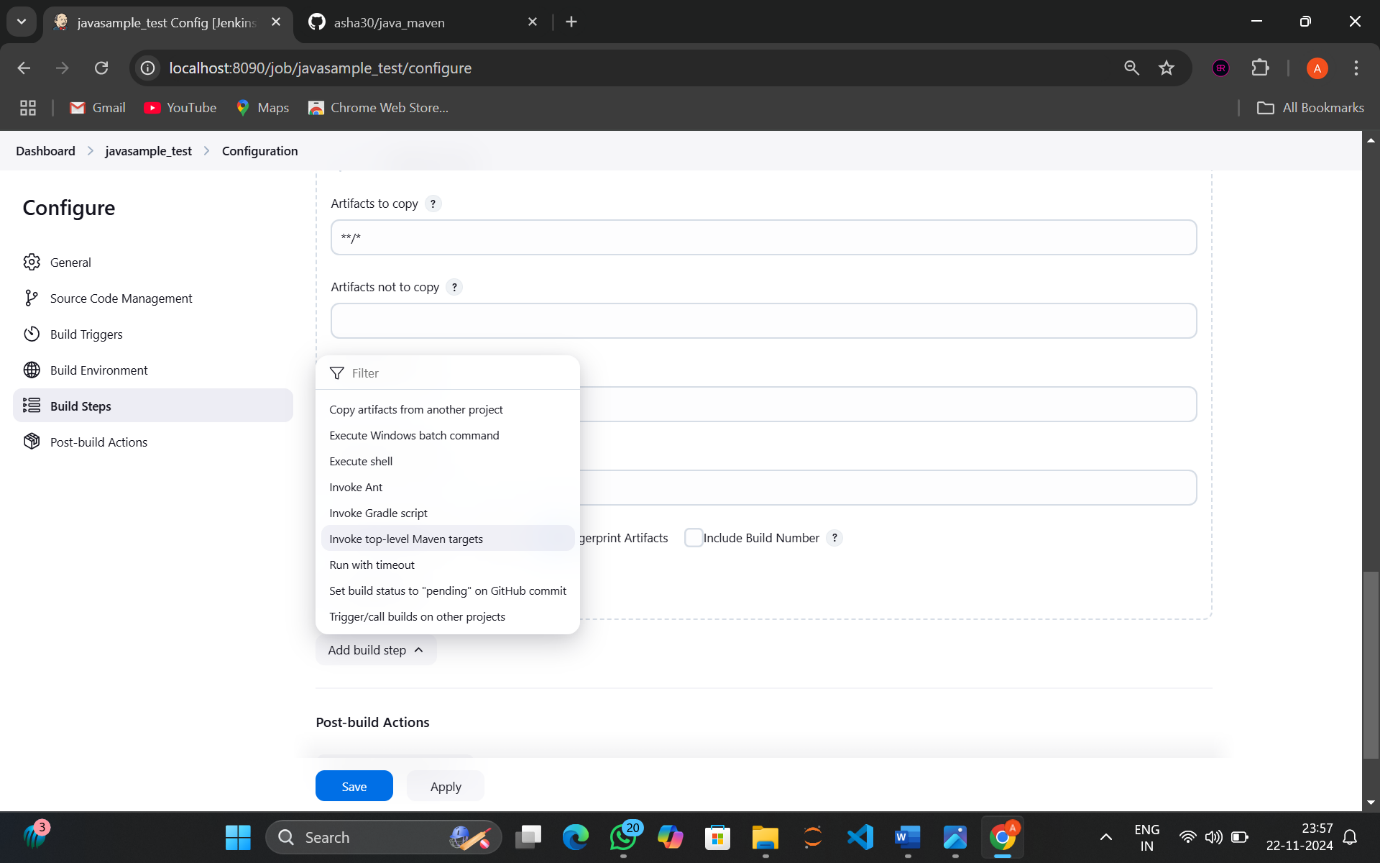 javasample_test Config [Jenkins
asha30/java_maven
localhost:8090/job/javasample_test/configure
A
Gmail
YouTube
Maps
Chrome Web Store...
All Bookmarks
Dashboard
javasample_test
Configuration
Configure
General
Source Code Management
Build Triggers
Build Environment
Build Steps
Post-build Actions
Artifacts to copy ?
**/*
Artifacts not to copy ?
Filter
Copy artifacts from another project
Execute Windows batch command
Execute shell
Invoke Ant
Invoke Gradle script
Invoke top-level Maven targets
Run with timeout
Set build status to "pending" on GitHub commit
Trigger/call builds on other projects
gerprint Artifacts
Include Build Number ?
Add build step
Post-build Actions
Save
Apply
3
Search
20
A
ENG
IN
23:57
22-11-2024